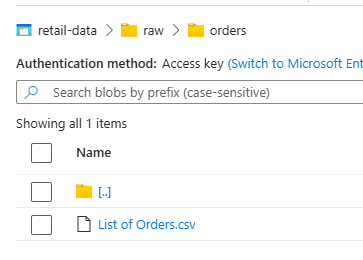 retail-data > raw > orders
Authentication method: Access key (Switch to Microsoft Ent
Search blobs by prefix (case-sensitive)
Showing all 1 items
Name
[..]
List of Orders.csv